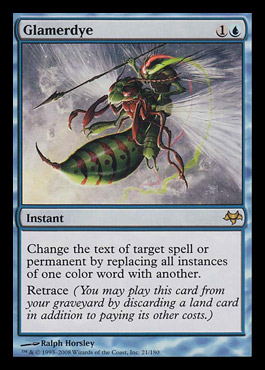 Glamerdye 1
Instant
Change the text of target spell or
permanent by replacing all instances
of one color word with another.
Retrace (You may play this card from
your graveyard by discarding a land card
in addition to paying its other costs.)
Ralph Horsley
™ & © 1993-2008 Wizards of the Coast, Inc. 21/180